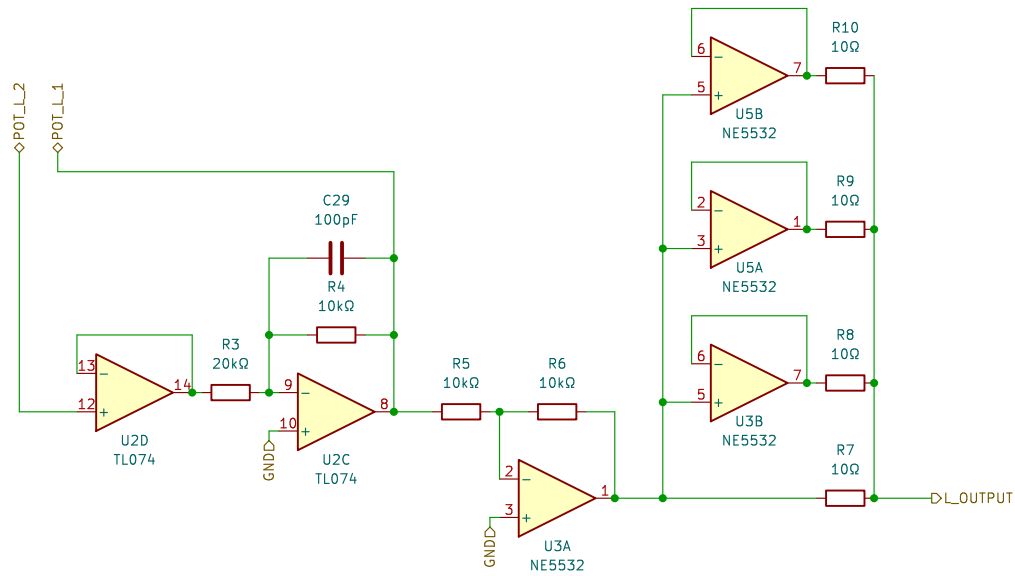 POT_L_2
POT_L_1
R10
10Ω
6
7
5
U5B
NE5532
R9
10Ω
2
1
3
U5A
NE5532
C29
100pF
R4
10kΩ
R8
10Ω
6
7
5
U3B
NE5532
R3
20kΩ
13
14
12
U2D
TL074
9
8
10
GND
U2C
TL074
R5
10kΩ
R6
10kΩ
2
1
3
GND
U3A
NE5532
R7
10Ω
L_OUTPUT